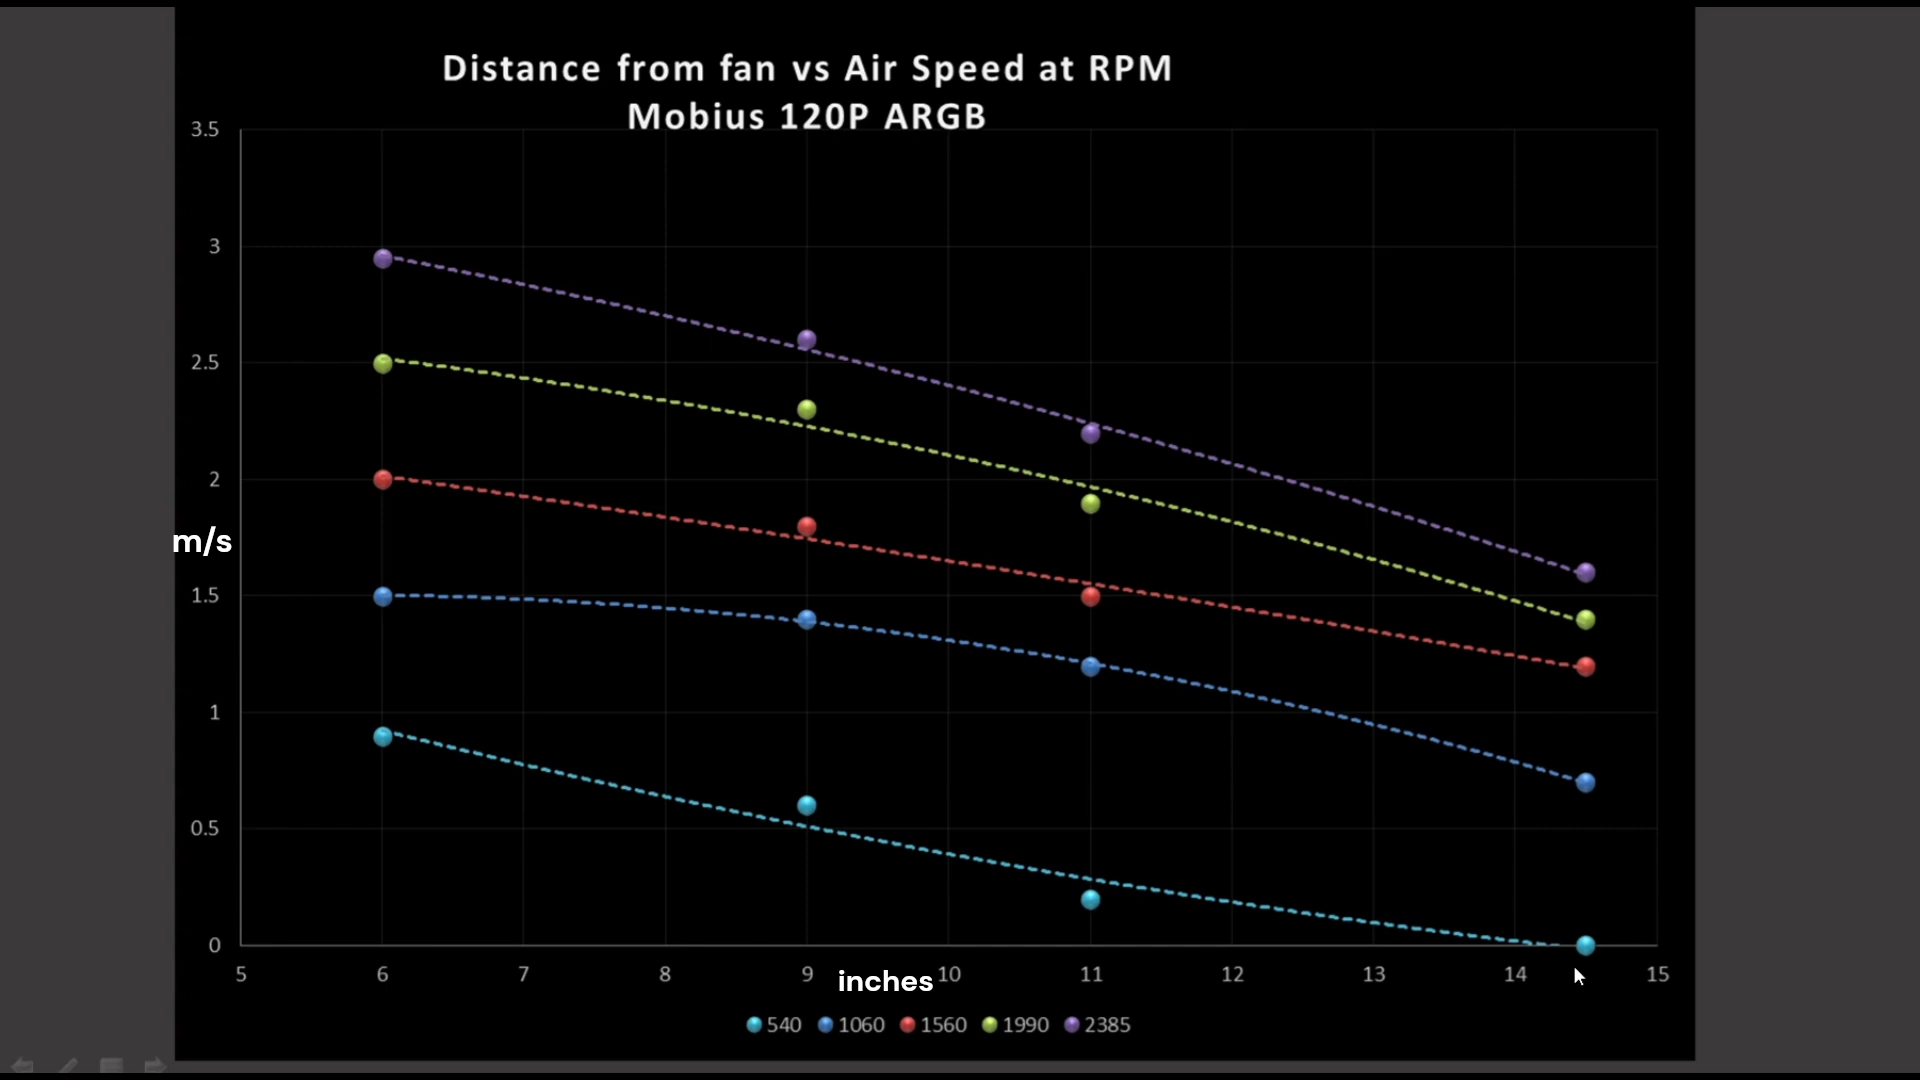 Distance from fan vs Air Speed at RPM
Mobius 120P ARGB
3.5
3
2.5
2
m/s
1.5
1
0.5
0
5 6 7 8 9 10 11 12 13 14 15
inches
540 1060 1560 1990 2385